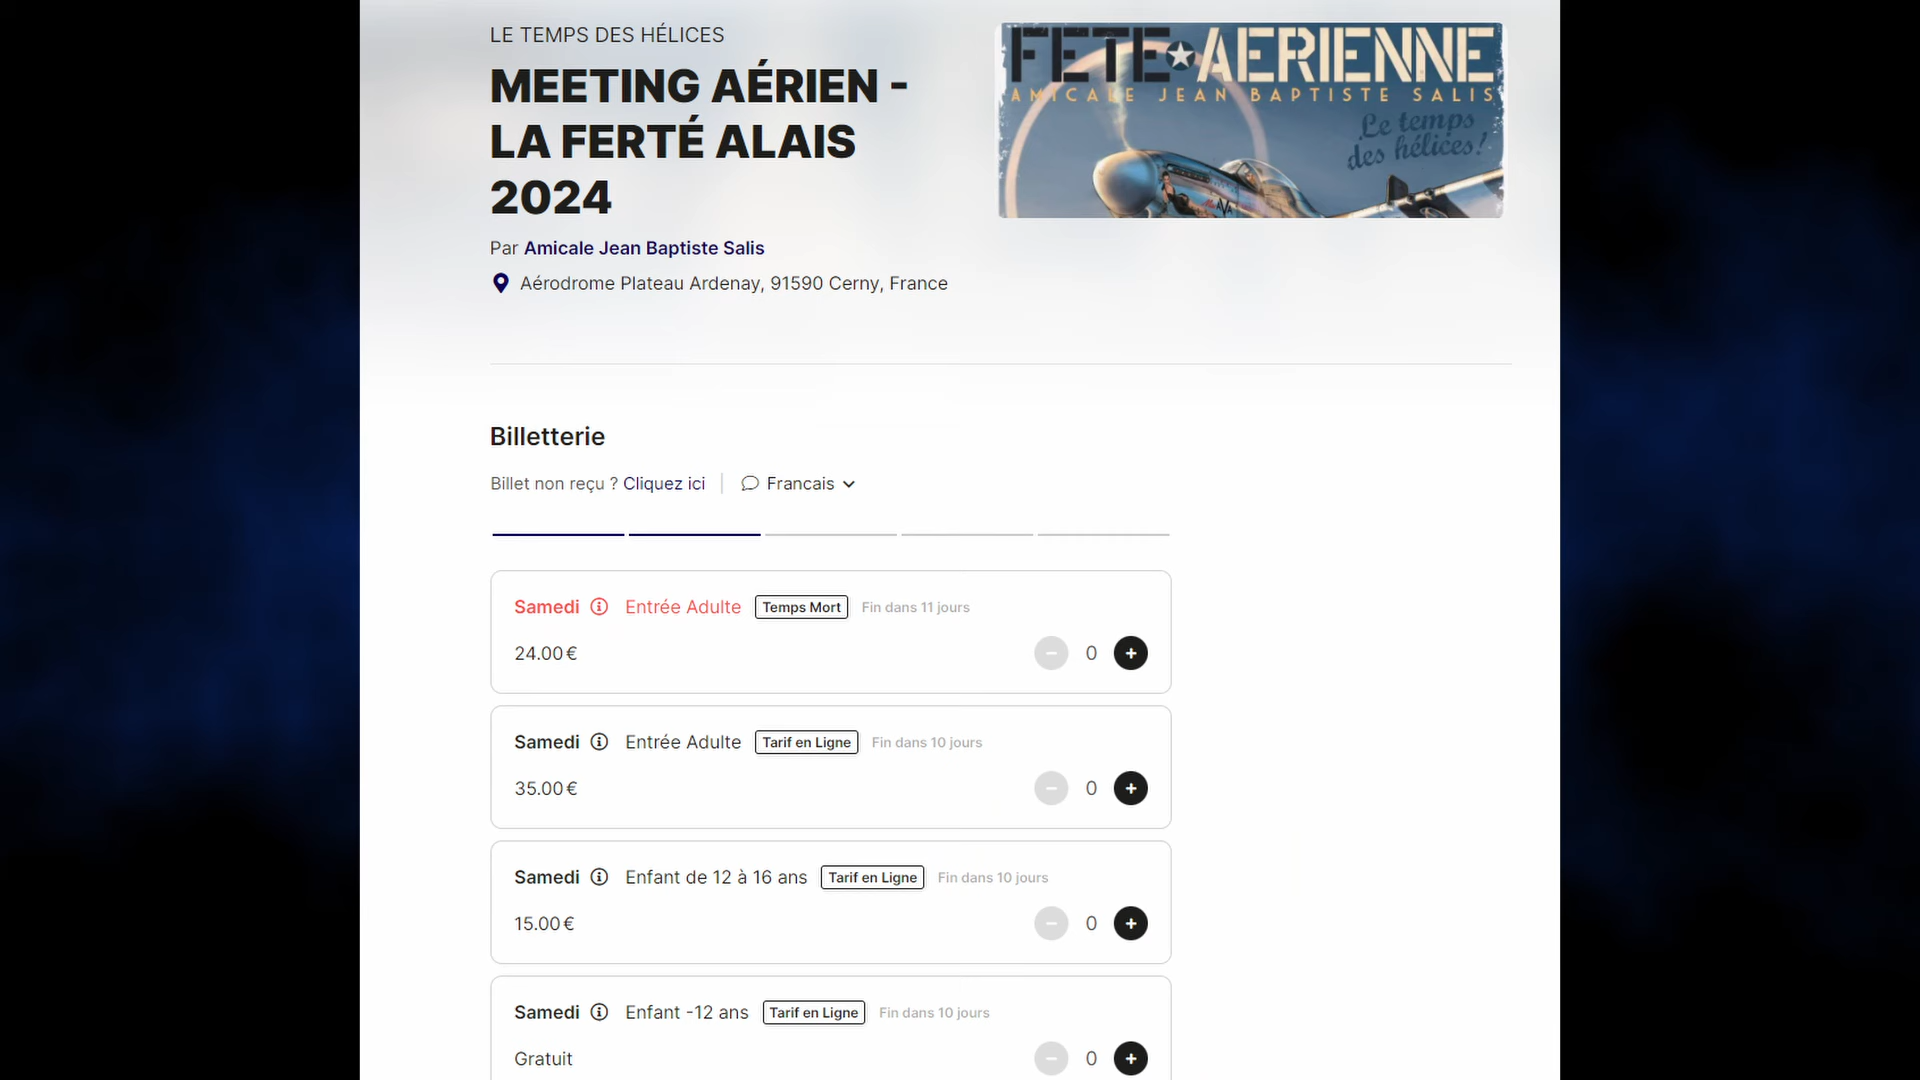 LE TEMPS DES HÉLICES
MEETING AÉRIEN -
LA FERTÉ ALAIS
2024
Par Amicale Jean Baptiste Salis
Aérodrome Plateau Ardenay, 91590 Cerny, France
FETE AERIENNE
AMICALE JEAN BAPTISTE SALIS
Le temps
des hélices!
Billetterie
Billet non reçu ? Cliquez ici
Francais
Samedi Entrée Adulte Temps Mort Fin dans 11 jours
24.00 €
− 0 +
Samedi Entrée Adulte Tarif en Ligne Fin dans 10 jours
35.00 €
− 0 +
Samedi Enfant de 12 à 16 ans Tarif en Ligne Fin dans 10 jours
15.00 €
− 0 +
Samedi Enfant -12 ans Tarif en Ligne Fin dans 10 jours
Gratuit
− 0 +